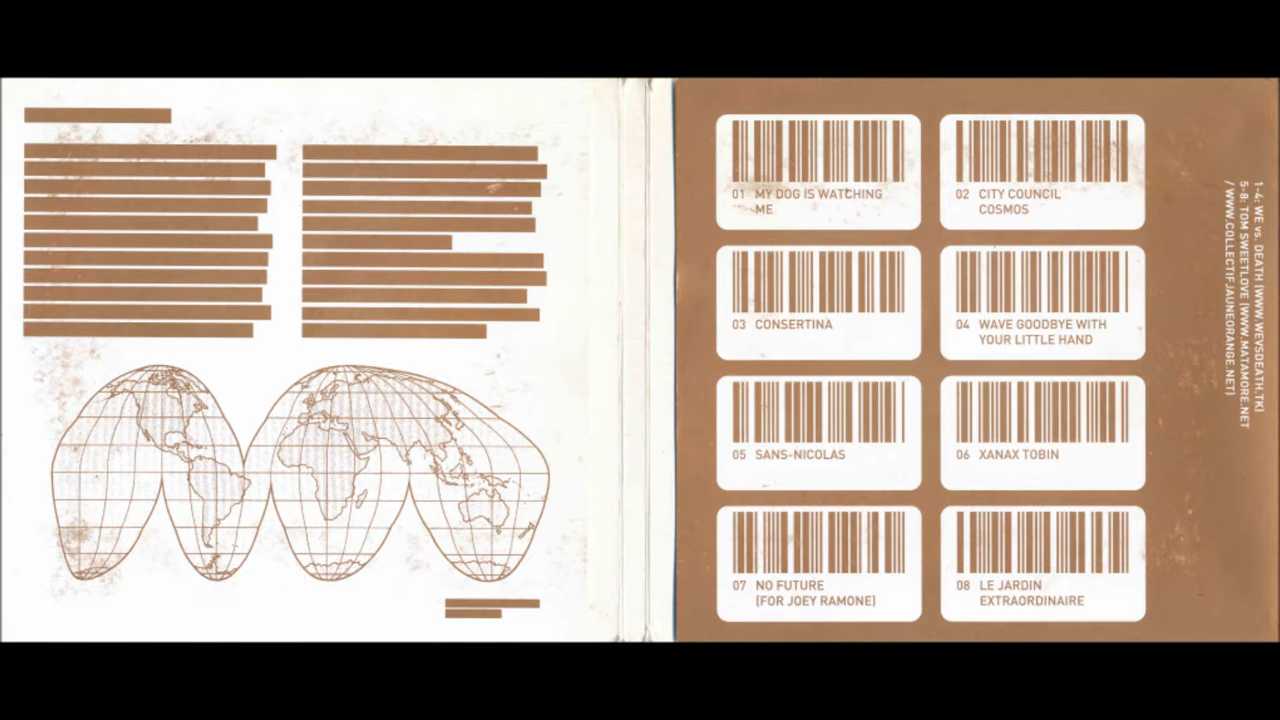 01 MY DOG IS WATCHING
ME
02 CITY COUNCIL
COSMOS
03 CONSERTINA
04 WAVE GOODBYE WITH
YOUR LITTLE HAND
05 SANS-NICOLAS
06 XANAX TOBIN
07 NO FUTURE
(FOR JOEY RAMONE)
08 LE JARDIN
EXTRAORDINAIRE
1-4: WE vs. DEATH [WWW.WEVSDEATH.TK]
5-8: TOM SWEETLOVE [WWW.MATAMORE.NET
/ WWW.COLLECTIFJAUNEORANGE.NET]